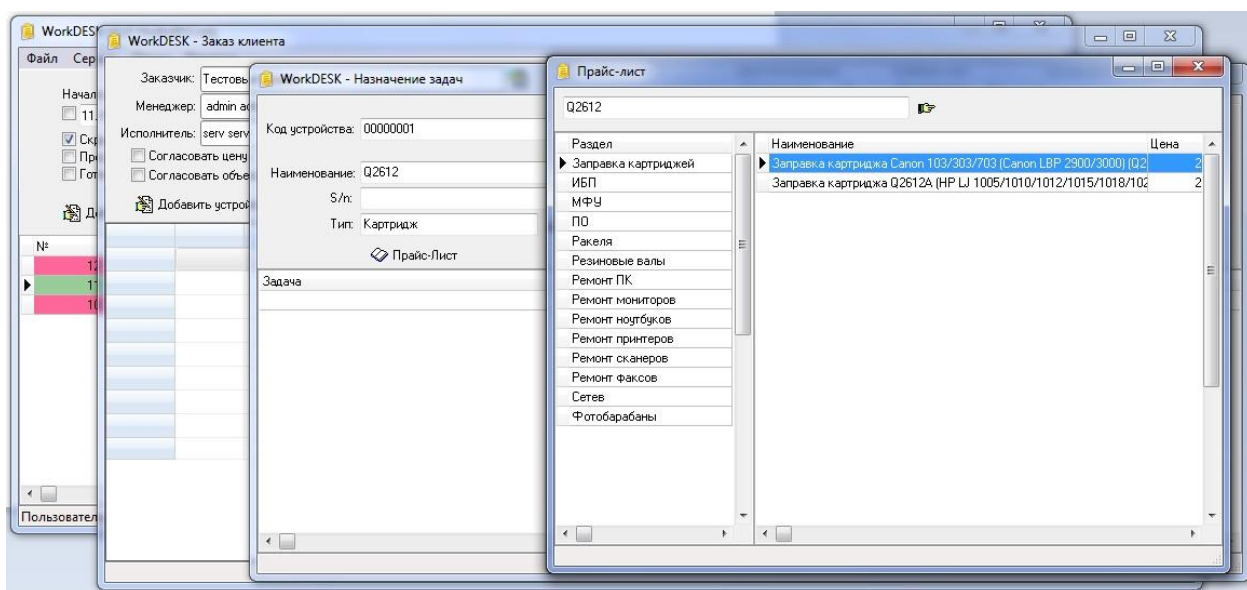 WorkDESK
Файл
WorkDESK - Заказ клиента
Заказчик:
Менеджер: admin
Исполнитель: serv serv
Согласовать цену
Согласовать
Добавить
№
WorkDESK - Назначение задач
Код устройства: 00000001
Наименование: Q2612
S/n:
Тип: Картридж
Прайс-Лист
Задача
Прайс-лист
Q2612
Раздел
Заправка картриджей
ИБП
МФУ
ПО
Ракеля
Резиновые валы
Ремонт ПК
Ремонт мониторов
Ремонт ноутбуков
Ремонт принтеров
Ремонт сканеров
Ремонт факсов
Сетев
Фотобарабаны
Наименование Цена
Заправка картриджа Canon 103/303/703 (Canon LBP 2900/3000) (Q2 2
Заправка картриджа Q2612A (HP LJ 1005/1010/1012/1015/1018/102 2